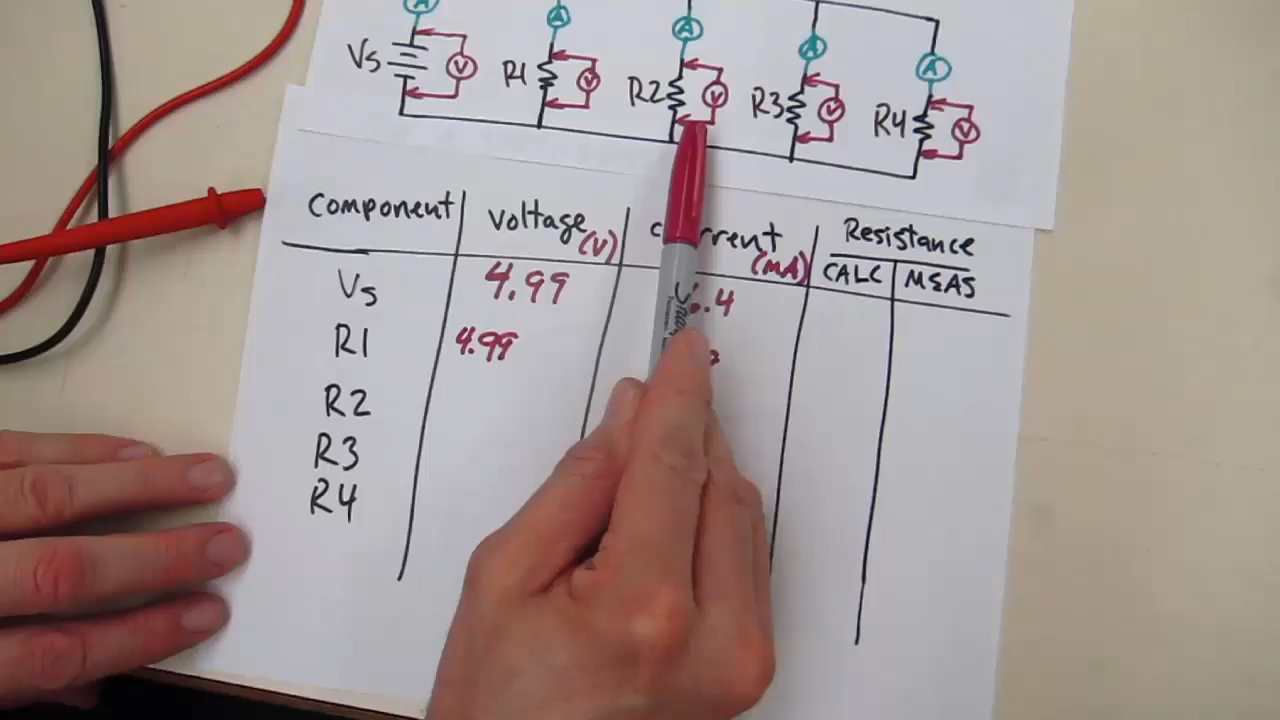 A A A A A
Vs V R1 V R2 V R3 V R4 V
component voltage (V) (MA) Resistance
CALC MEAS
Vs 4.99 .4
R1 4.99
R2
R3
R4